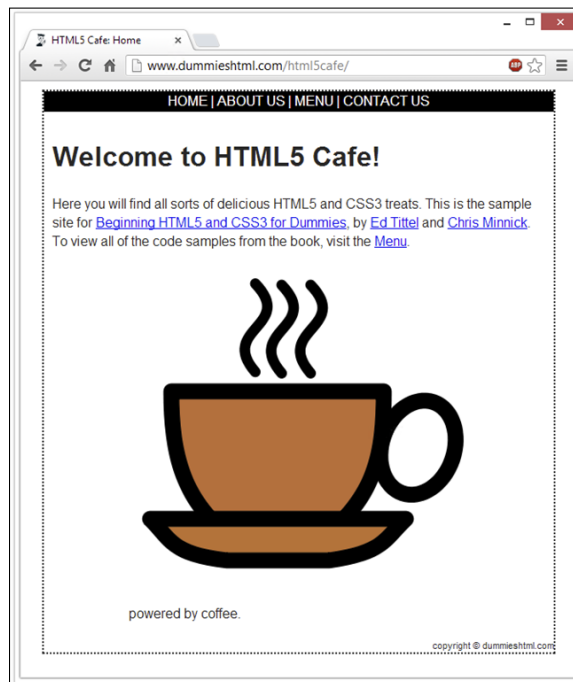 HTML5 Cafe: Home
www.dummieshtml.com/html5cafe/
ABP
HOME | ABOUT US | MENU | CONTACT US
Welcome to HTML5 Cafe!
Here you will find all sorts of delicious HTML5 and CSS3 treats. This is the sample
site for Beginning HTML5 and CSS3 for Dummies, by Ed Tittel and Chris Minnick.
To view all of the code samples from the book, visit the Menu.
powered by coffee.
copyright © dummieshtml.com